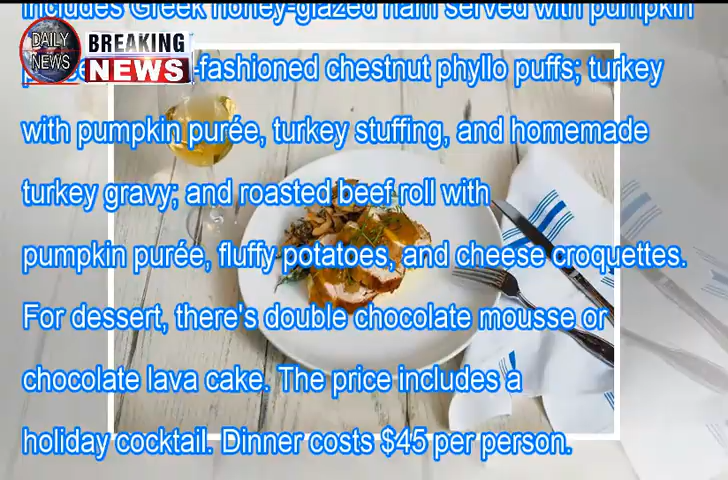 includes Greek honey-glazed ham served with pumpkin
-fashioned chestnut phyllo puffs; turkey
with pumpkin purée, turkey stuffing, and homemade
turkey gravy; and roasted beef roll with
pumpkin purée, fluffy potatoes, and cheese croquettes.
For dessert, there's double chocolate mousse or
chocolate lava cake. The price includes a
holiday cocktail. Dinner costs $45 per person.
DAILY
NEWS
BREAKING
NEWS